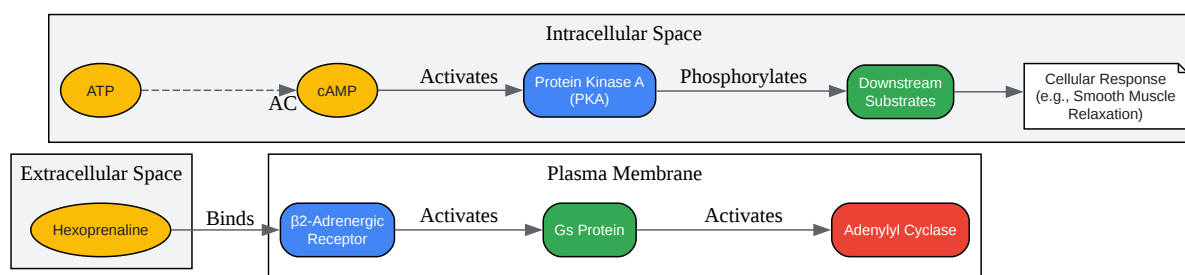 Intracellular Space
ATP
AC
cAMP
Activates
Protein Kinase A
(PKA)
Phosphorylates
Downstream
Substrates
Cellular Response
(e.g., Smooth Muscle
Relaxation)
Extracellular Space
Hexoprenaline
Binds
Plasma Membrane
β2-Adrenergic
Receptor
Activates
Gs Protein
Activates
Adenylyl Cyclase